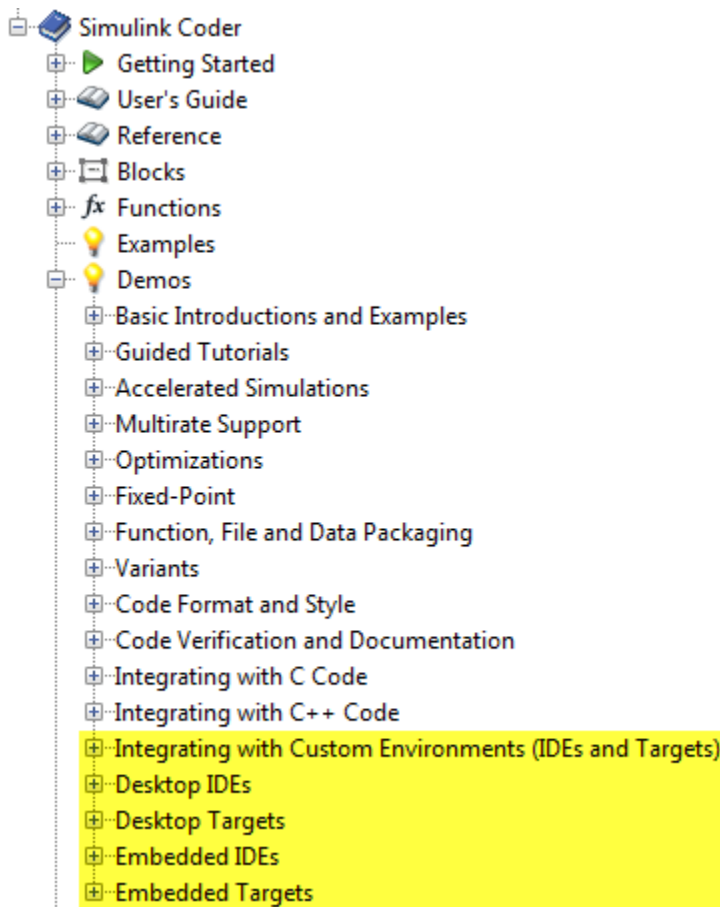 Simulink Coder
Getting Started
User's Guide
Reference
Blocks
fx Functions
Examples
Demos
Basic Introductions and Examples
Guided Tutorials
Accelerated Simulations
Multirate Support
Optimizations
Fixed-Point
Function, File and Data Packaging
Variants
Code Format and Style
Code Verification and Documentation
Integrating with C Code
Integrating with C++ Code
Integrating with Custom Environments (IDEs and Targets)
Desktop IDEs
Desktop Targets
Embedded IDEs
Embedded Targets